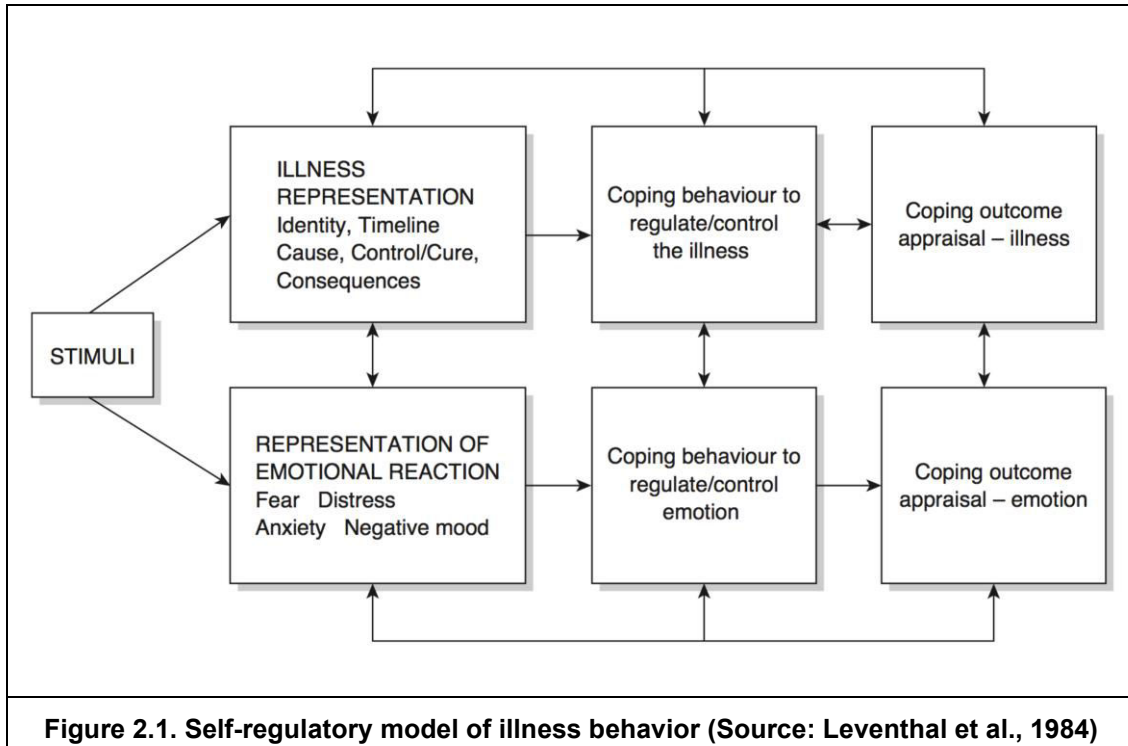 ILLNESS
REPRESENTATION
Identity, Timeline
Cause, Control/Cure,
Consequences
Coping behaviour to
regulate/control
the illness
Coping outcome
appraisal – illness
STIMULI
REPRESENTATION OF
EMOTIONAL REACTION
Fear Distress
Anxiety Negative mood
Coping behaviour to
regulate/control
emotion
Coping outcome
appraisal – emotion
Figure 2.1. Self-regulatory model of illness behavior (Source: Leventhal et al., 1984)